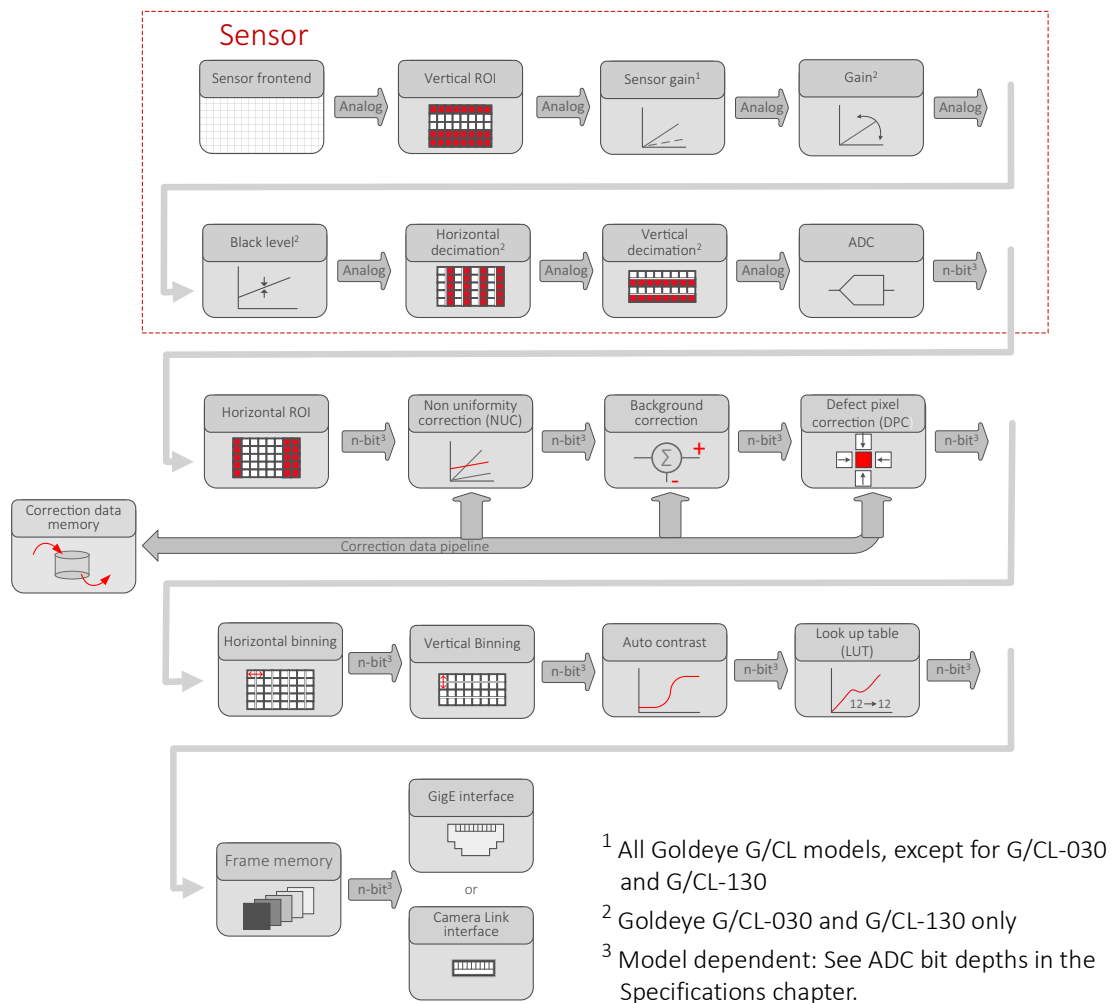 Sensor
Sensor frontend
Analog
Vertical ROI
Analog
Sensor gain¹
Analog
Gain²
Analog
Black level²
Analog
Horizontal
decimation²
Analog
Vertical
decimation²
Analog
ADC
n-bit³
Horizontal ROI
n-bit³
Non uniformity
correction (NUC)
n-bit³
Background
correction
Σ
+
-
n-bit³
Defect pixel
correction (DPC)
n-bit³
Correction data
memory
Correction data pipeline
Horizontal binning
n-bit³
Vertical Binning
n-bit³
Auto contrast
n-bit³
Look up table
(LUT)
12→12
n-bit³
Frame memory
n-bit³
GigE interface
or
Camera Link
interface
¹ All Goldeye G/CL models, except for G/CL-030
and G/CL-130
² Goldeye G/CL-030 and G/CL-130 only
³ Model dependent: See ADC bit depths in the
Specifications chapter.